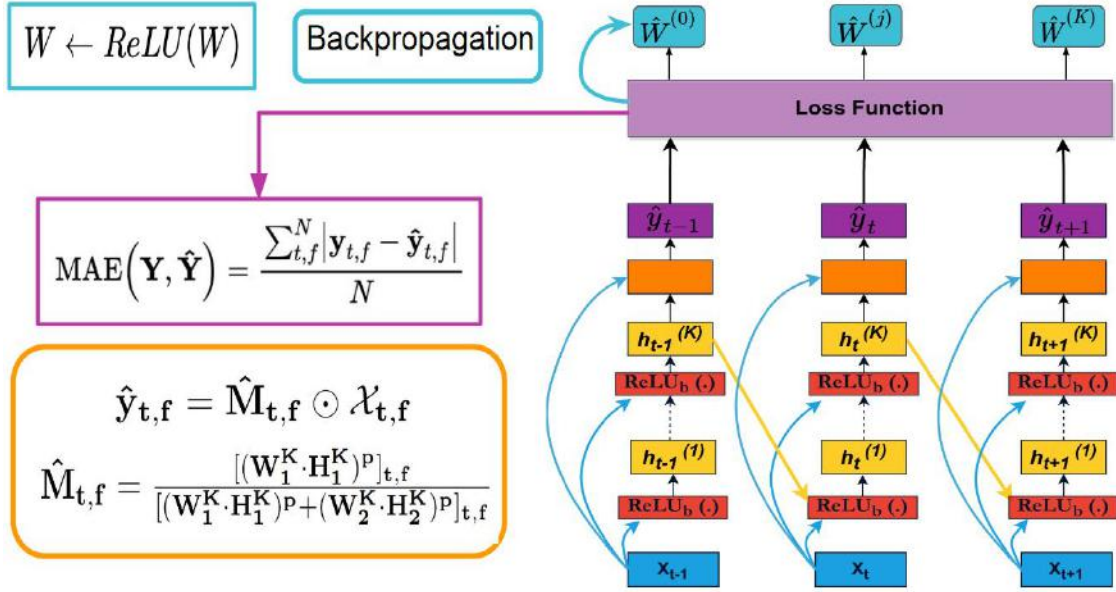 W ← ReLU(W)
Backpropagation
Ŵ^(0) Ŵ^(j) Ŵ^(K)
Loss Function
MAE(Y, Ŷ) = ∑_{t,f}^N |y_{t,f} − ŷ_{t,f}| / N
ŷ_{t,f} = M̂_{t,f} ⊙ 𝒳_{t,f}
M̂_{t,f} = [(W_1^K·H_1^K)^p]_{t,f} / [(W_1^K·H_1^K)^p+(W_2^K·H_2^K)^p]_{t,f}
ŷ_{t−1} ŷ_t ŷ_{t+1}
h_{t-1}^(K) h_t^(K) h_{t+1}^(K)
ReLU_b (.) ReLU_b (.) ReLU_b (.)
h_{t-1}^(1) h_t^(1) h_{t+1}^(1)
ReLU_b (.) ReLU_b (.) ReLU_b (.)
x_{t-1} x_t x_{t+1}